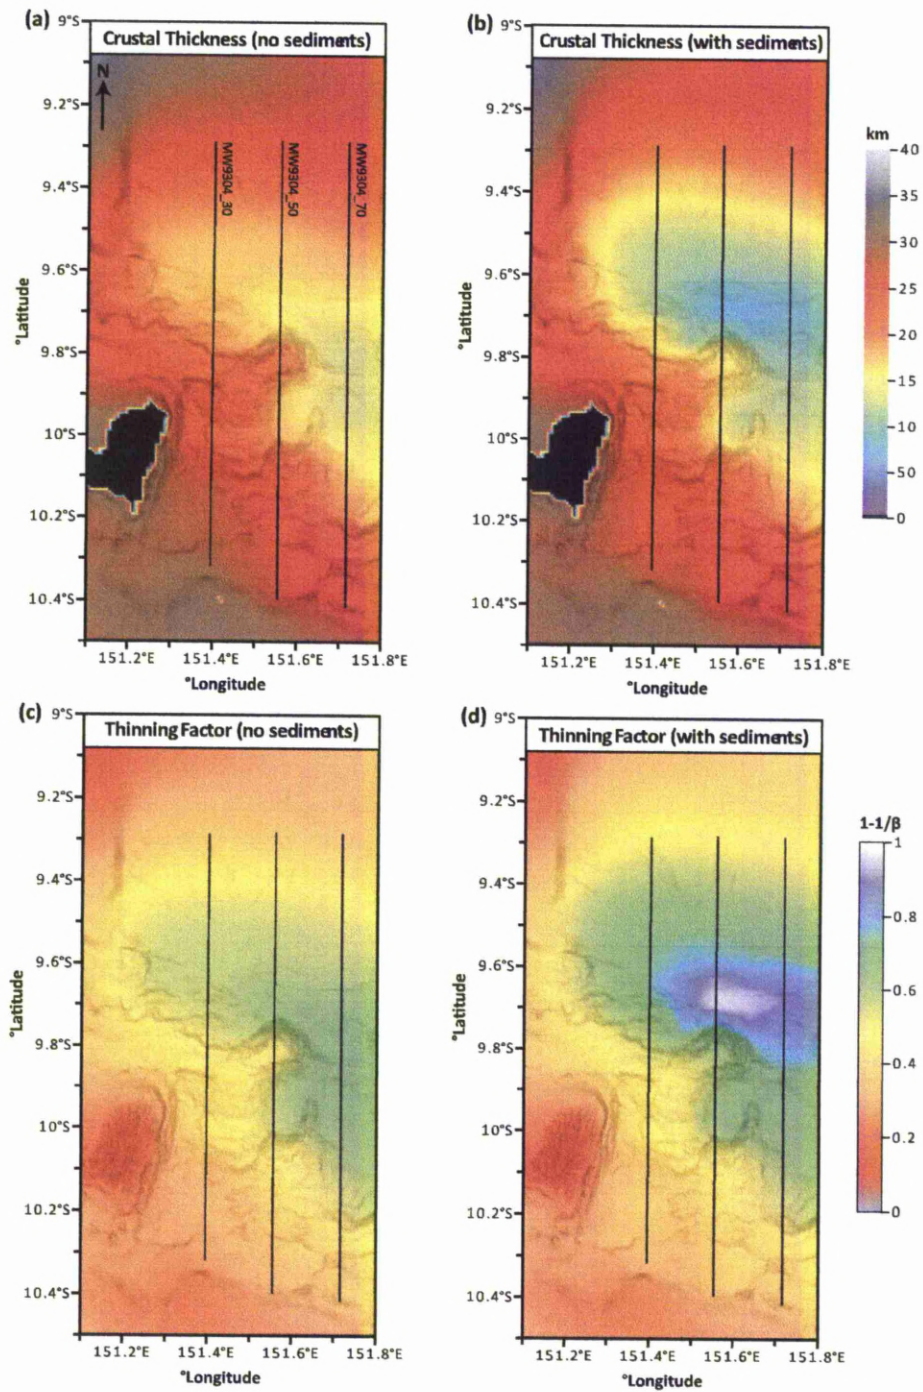 (a)
9°S
Crustal Thickness (no sediments)
N
9.2°S
9.4°S
9.6°S
9.8°S
10°S
10.2°S
10.4°S
°Latitude
MW9304_30
MW9304_50
MW9304_70
151.2°E 151.4°E 151.6°E 151.8°E
°Longitude
(b)
9°S
Crustal Thickness (with sediments)
9.2°S
9.4°S
9.6°S
9.8°S
10°S
10.2°S
10.4°S
°Latitude
151.2°E 151.4°E 151.6°E 151.8°E
°Longitude
km
40
35
30
25
20
15
10
50
0
(c)
9°S
Thinning Factor (no sediments)
9.2°S
9.4°S
9.6°S
9.8°S
10°S
10.2°S
10.4°S
°Latitude
151.2°E 151.4°E 151.6°E 151.8°E
°Longitude
(d)
9°S
Thinning Factor (with sediments)
9.2°S
9.4°S
9.6°S
9.8°S
10°S
10.2°S
10.4°S
°Latitude
151.2°E 151.4°E 151.6°E 151.8°E
°Longitude
1-1/β
1
0.8
0.6
0.4
0.2
0